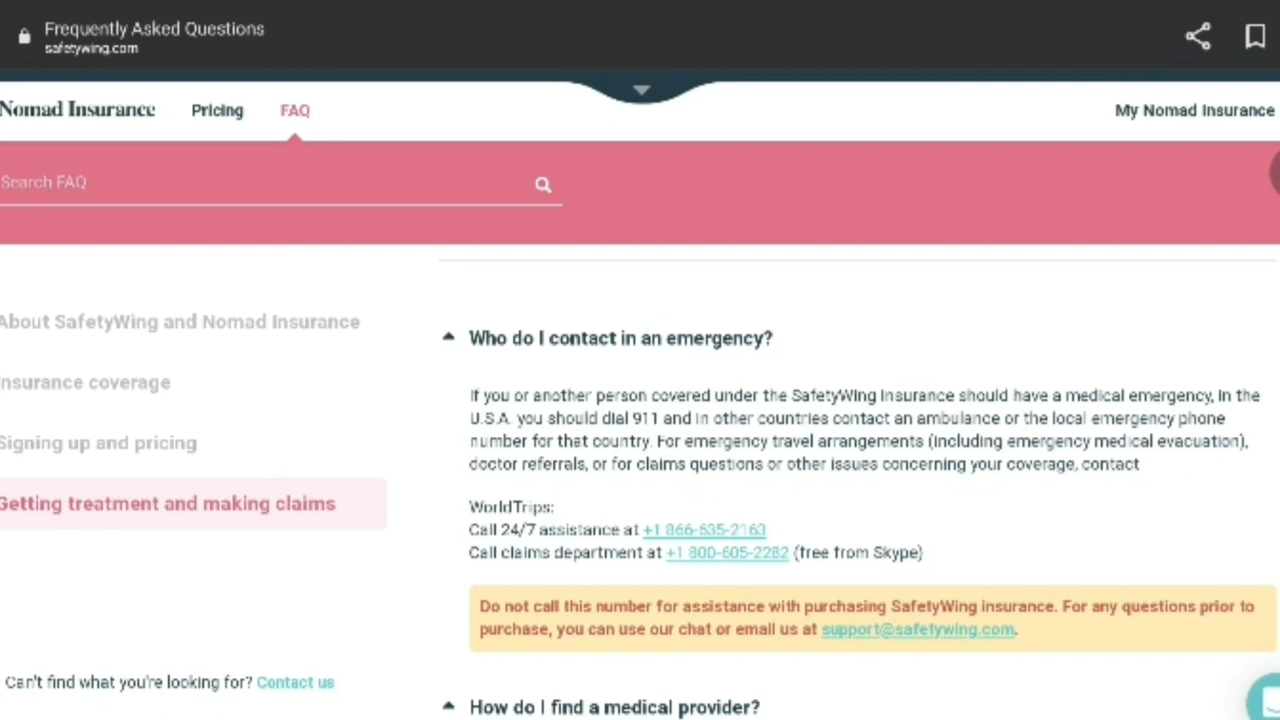 Frequently Asked Questions
safetywing.com
Nomad Insurance Pricing FAQ My Nomad Insurance
Search FAQ
About SafetyWing and Nomad Insurance
Insurance coverage
Signing up and pricing
Getting treatment and making claims
Can't find what you're looking for? Contact us
Who do I contact in an emergency?
If you or another person covered under the SafetyWing Insurance should have a medical emergency, in the
U.S.A. you should dial 911 and in other countries contact an ambulance or the local emergency phone
number for that country. For emergency travel arrangements (including emergency medical evacuation),
doctor referrals, or for claims questions or other issues concerning your coverage, contact
WorldTrips:
Call 24/7 assistance at +1 866-635-2163
Call claims department at +1 800-605-2282 (free from Skype)
Do not call this number for assistance with purchasing SafetyWing insurance. For any questions prior to
purchase, you can use our chat or email us at support@safetywing.com.
How do I find a medical provider?